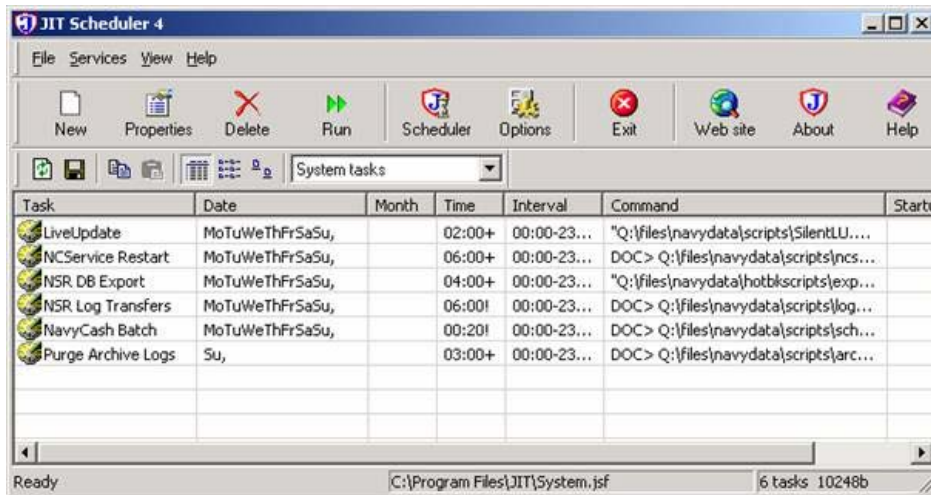 JIT Scheduler 4
File Services View Help
New Properties Delete Run Scheduler Options Exit Web site About Help
System tasks
Task Date Month Time Interval Command Startu
LiveUpdate MoTuWeThFrSaSu, 02:00+ 00:00-23... "Q:\files\navydata\scripts\SilentLU....
NCService Restart MoTuWeThFrSaSu, 06:00+ 00:00-23... DOC> Q:\files\navydata\scripts\ncs...
NSR DB Export MoTuWeThFrSaSu, 04:00+ 00:00-23... "Q:\files\navydata\hotbkscripts\exp...
NSR Log Transfers MoTuWeThFrSaSu, 06:00! 00:00-23... DOC> Q:\files\navydata\scripts\log...
NavyCash Batch MoTuWeThFrSaSu, 00:20! 00:00-23... DOC> Q:\files\navydata\scripts\sch...
Purge Archive Logs Su, 03:00+ 00:00-23... DOC> Q:\files\navydata\scripts\arc...
Ready C:\Program Files\JIT\System.jsf 6 tasks 10248b